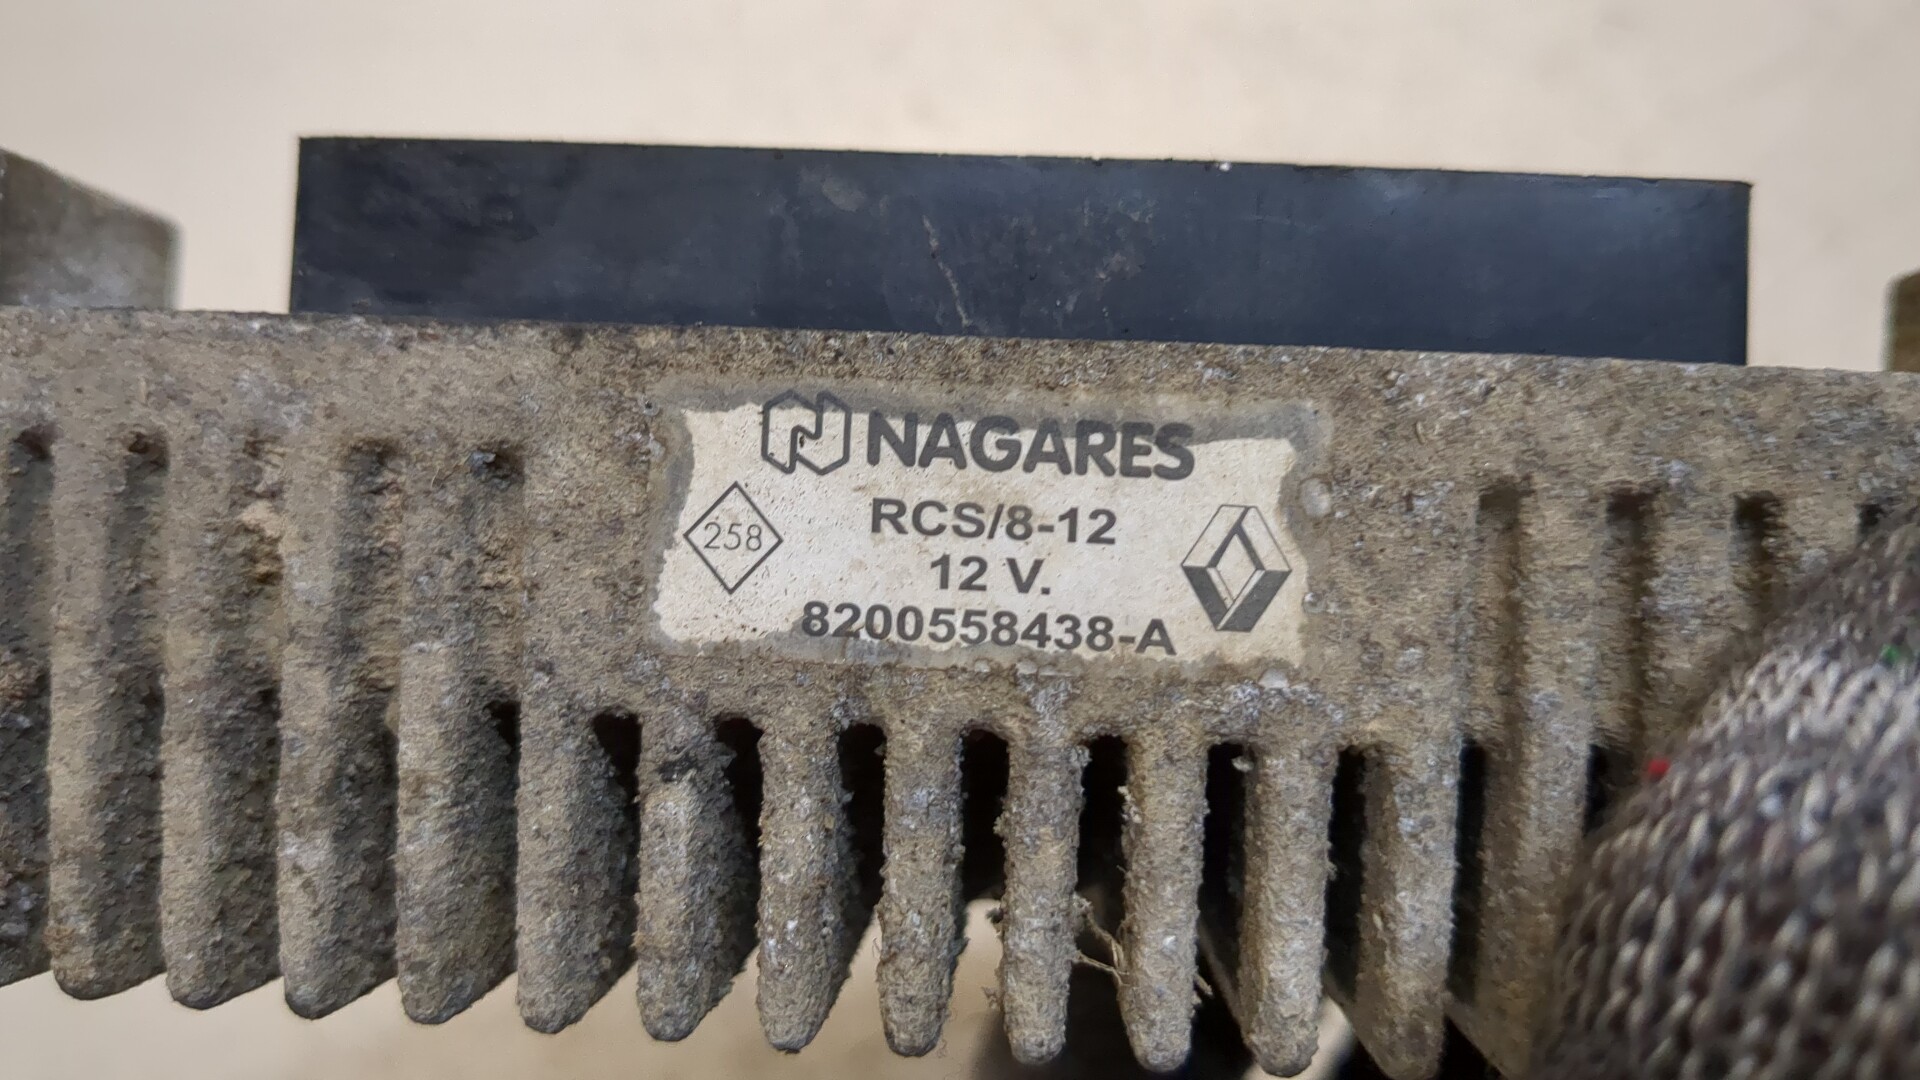 NAGARES
258
RCS/8-12
12 V.
8200558438-A